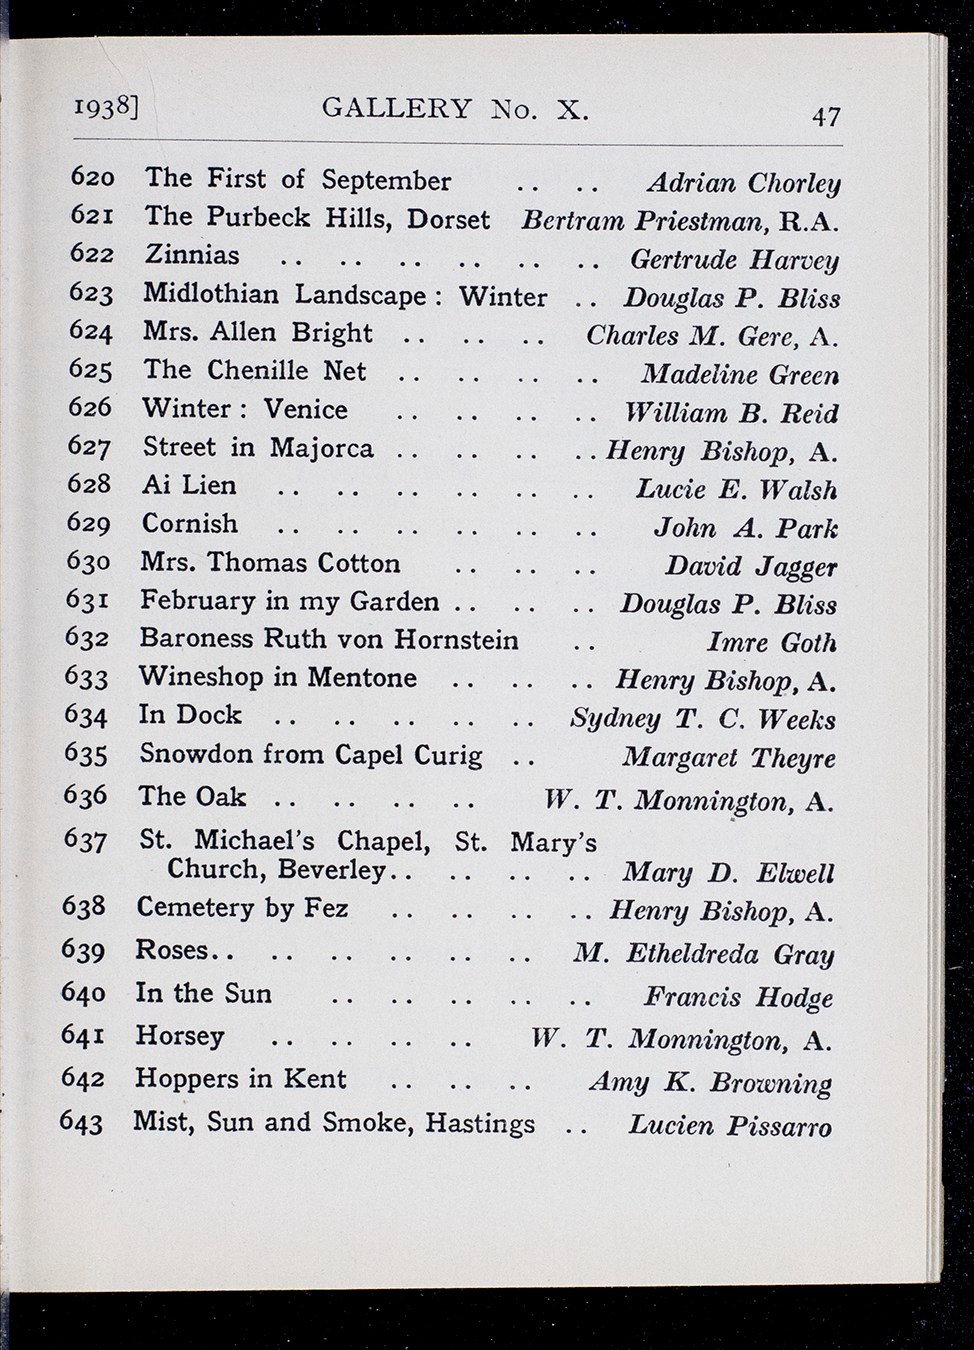 1938] GALLERY No. X. 47
620 The First of September .. .. Adrian Chorley
621 The Purbeck Hills, Dorset Bertram Priestman, R.A.
622 Zinnias .. .. .. .. .. .. Gertrude Harvey
623 Midlothian Landscape : Winter .. Douglas P. Bliss
624 Mrs. Allen Bright .. .. .. Charles M. Gere, A.
625 The Chenille Net .. .. .. .. Madeline Green
626 Winter : Venice .. .. .. .. William B. Reid
627 Street in Majorca .. .. .. .. Henry Bishop, A.
628 Ai Lien .. .. .. .. .. .. Lucie E. Walsh
629 Cornish .. .. .. .. .. .. John A. Park
630 Mrs. Thomas Cotton .. .. .. David Jagger
631 February in my Garden .. .. .. Douglas P. Bliss
632 Baroness Ruth von Hornstein .. Imre Goth
633 Wineshop in Mentone .. .. .. Henry Bishop, A.
634 In Dock .. .. .. .. .. Sydney T. C. Weeks
635 Snowdon from Capel Curig .. Margaret Theyre
636 The Oak .. .. .. .. W. T. Monnington, A.
637 St. Michael's Chapel, St. Mary's
Church, Beverley.. .. .. .. Mary D. Elwell
638 Cemetery by Fez .. .. .. .. Henry Bishop, A.
639 Roses.. .. .. .. .. .. M. Etheldreda Gray
640 In the Sun .. .. .. .. .. Francis Hodge
641 Horsey .. .. .. .. W. T. Monnington, A.
642 Hoppers in Kent .. .. .. Amy K. Browning
643 Mist, Sun and Smoke, Hastings .. Lucien Pissarro